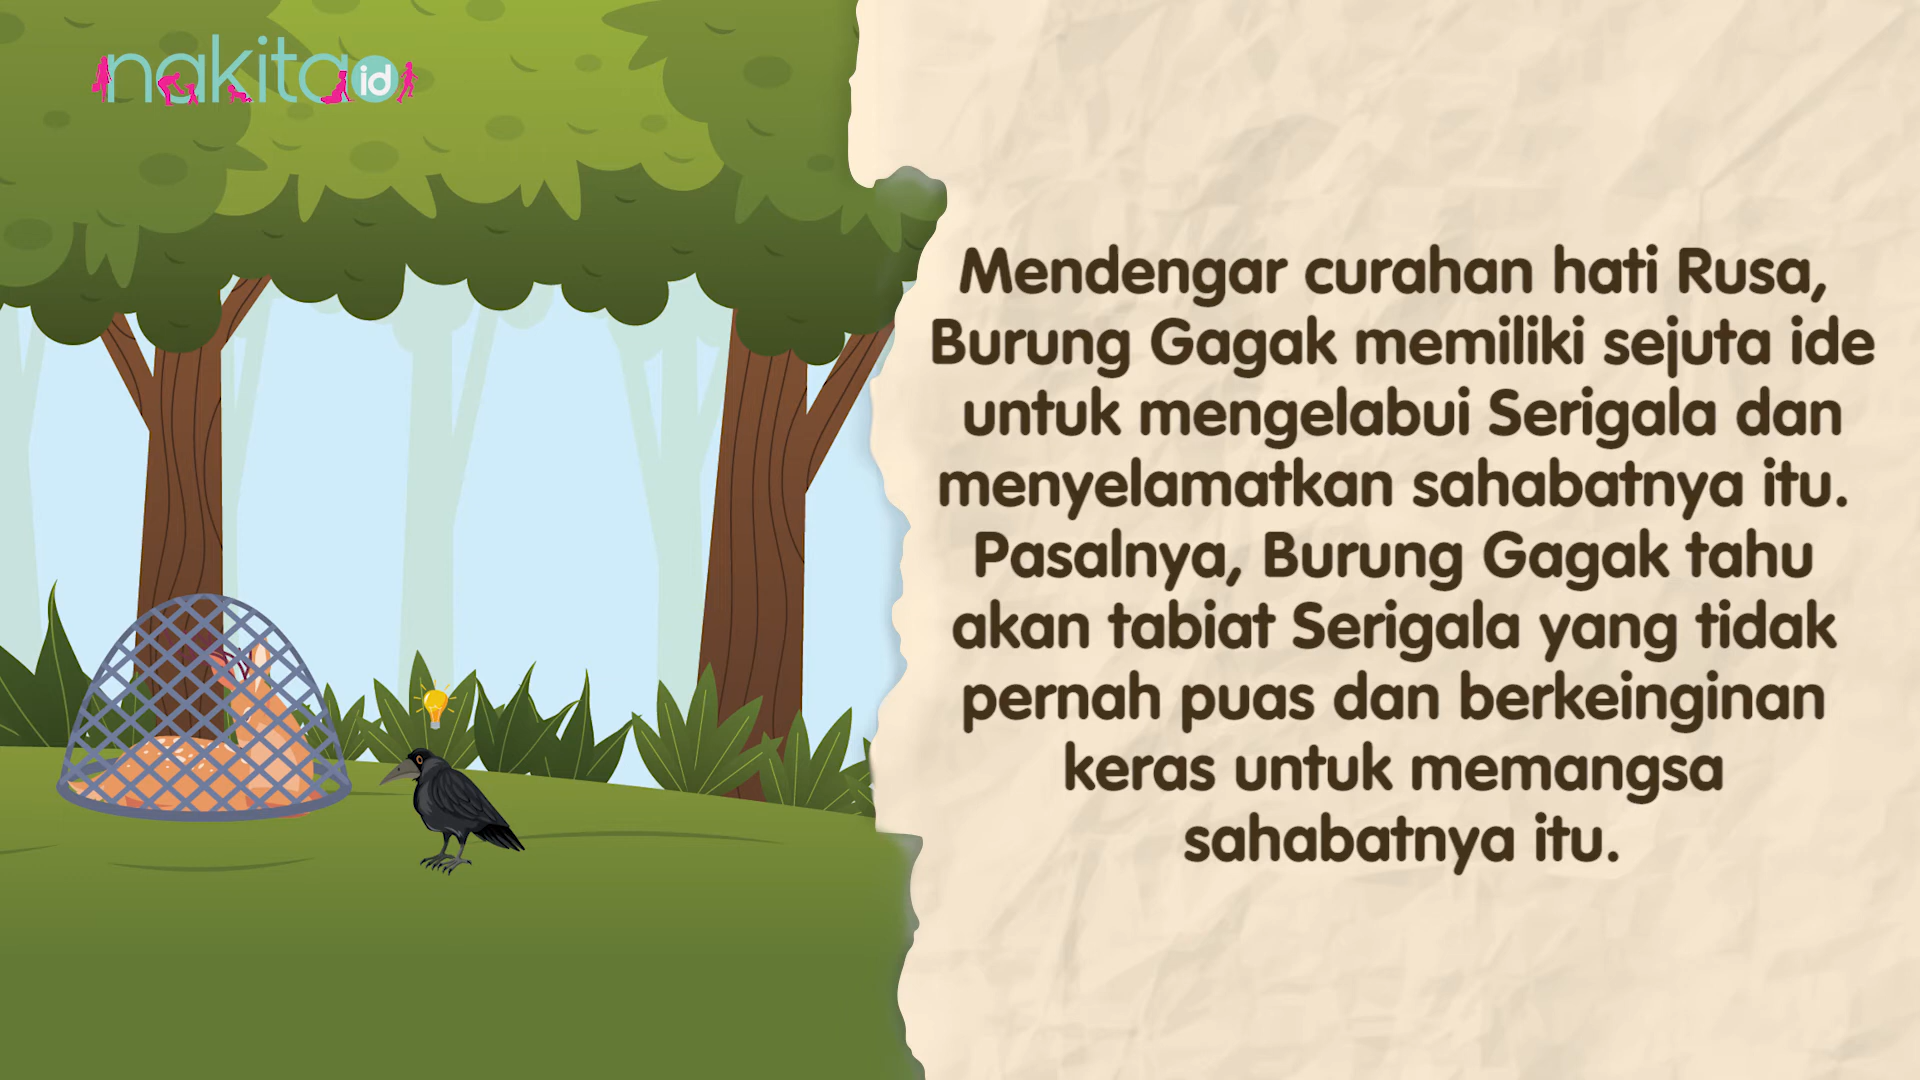 nakita id
Mendengar curahan hati Rusa,
Burung Gagak memiliki sejuta ide
untuk mengelabui Serigala dan
menyelamatkan sahabatnya itu.
Pasalnya, Burung Gagak tahu
akan tabiat Serigala yang tidak
pernah puas dan berkeinginan
keras untuk memangsa
sahabatnya itu.